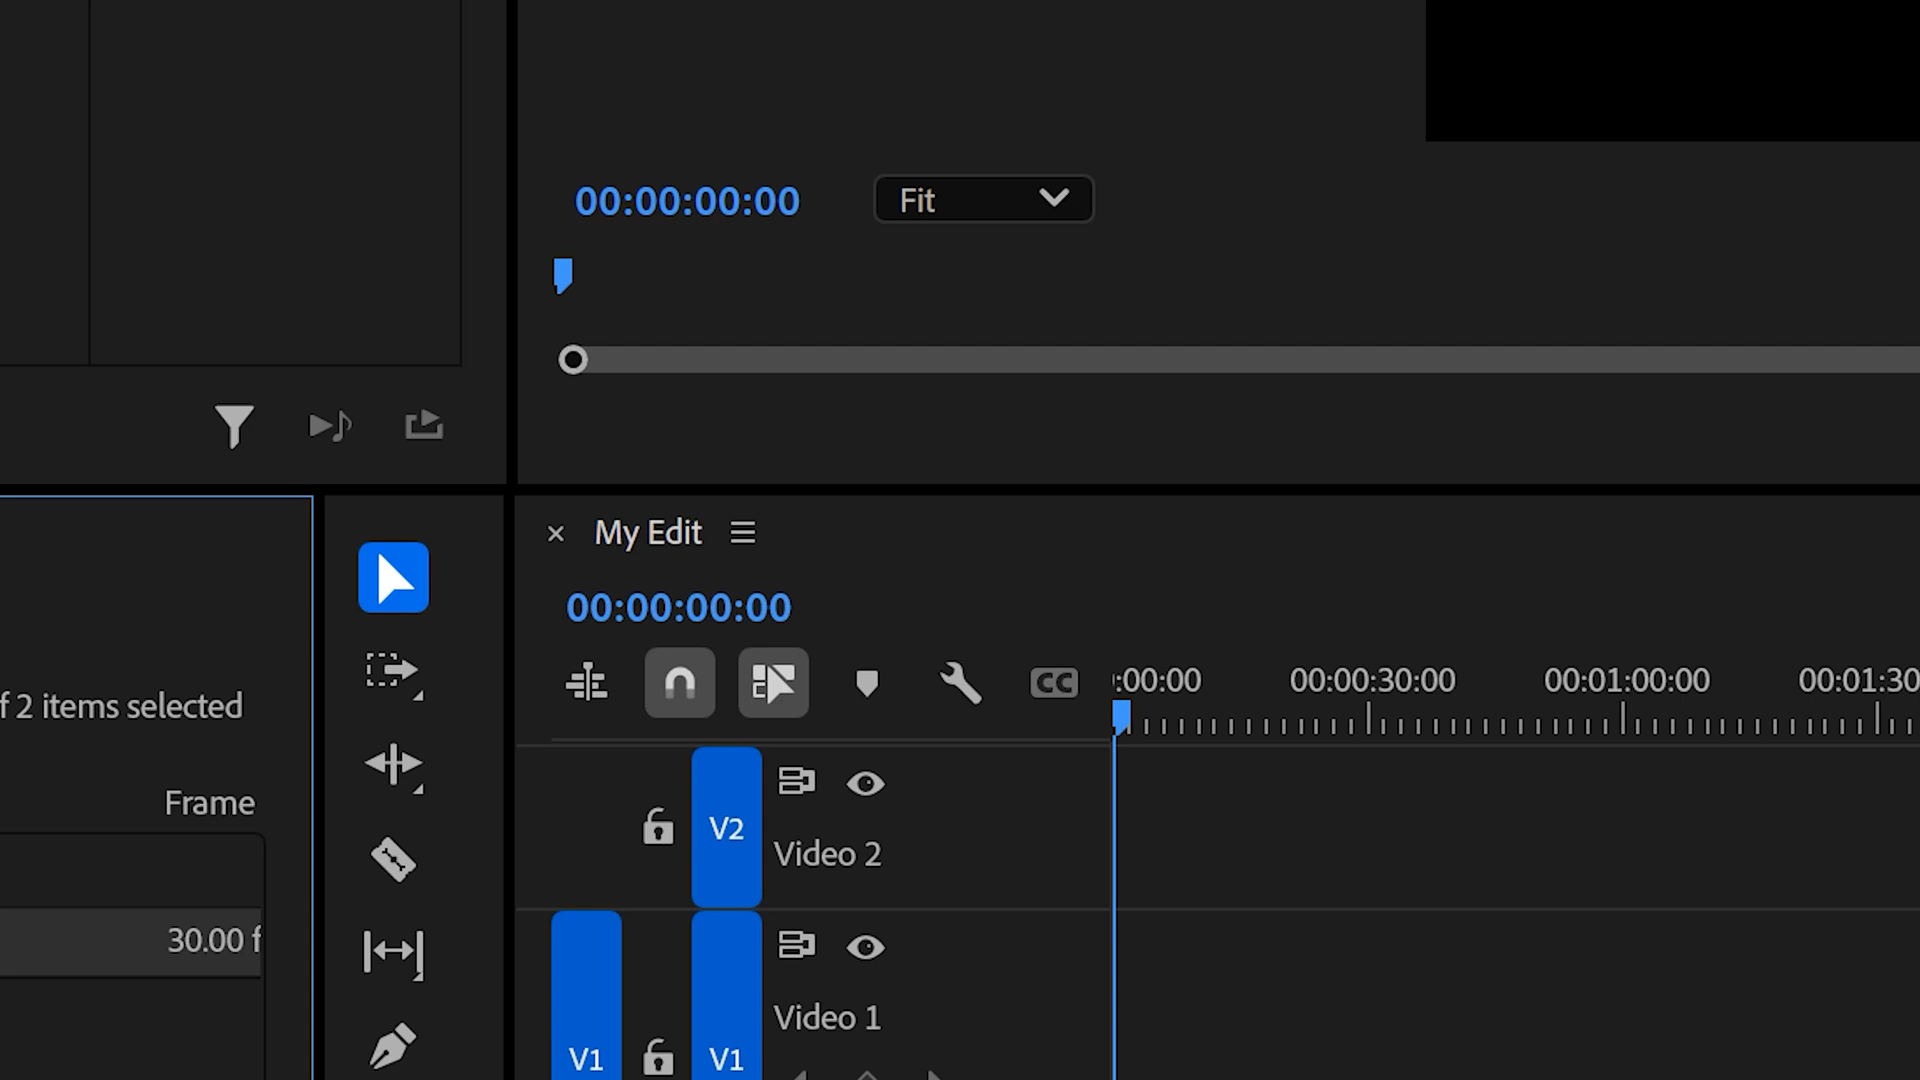 00:00:00:00
Fit
My Edit
00:00:00:00
CC
:00:00
00:00:30:00
00:01:00:00
00:01:30
f 2 items selected
Frame
30.00 f
V2
Video 2
V1
V1
Video 1